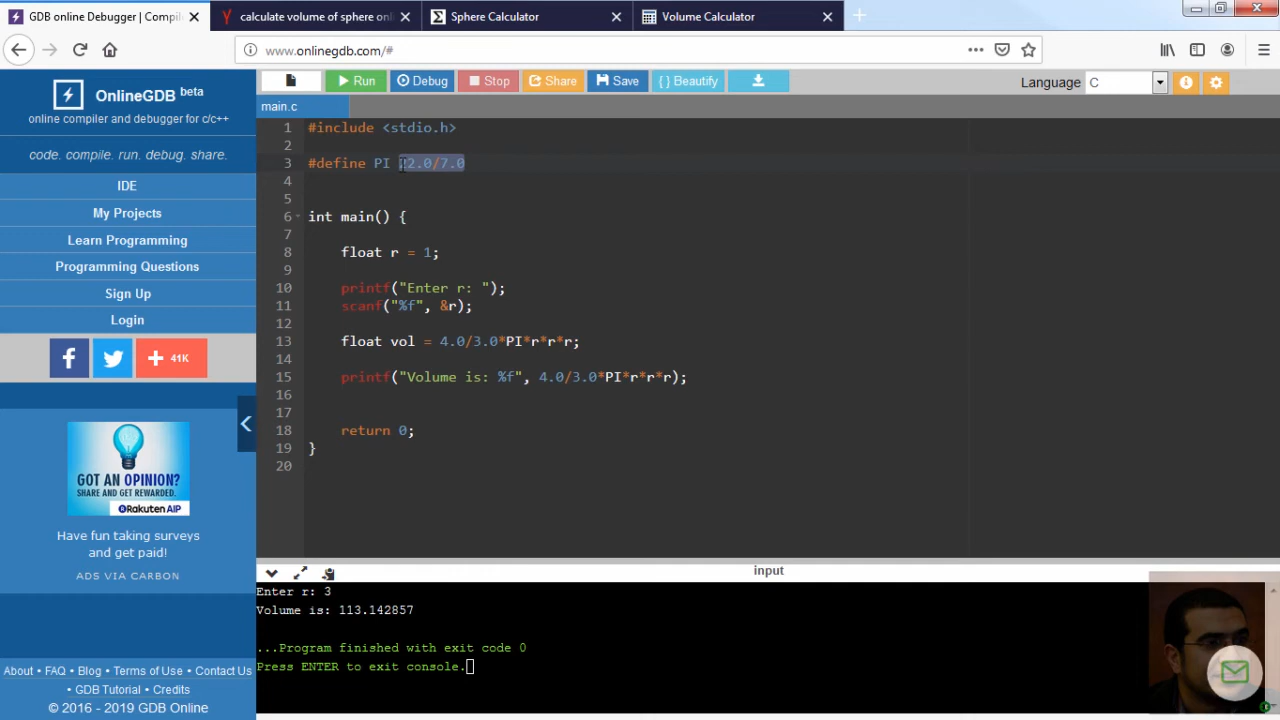 GDB online Debugger | Compile
calculate volume of sphere onli
Sphere Calculator
Volume Calculator
www.onlinegdb.com/#
OnlineGDB beta
online compiler and debugger for c/c++
code. compile. run. debug. share.
IDE
My Projects
Learn Programming
Programming Questions
Sign Up
Login
41K
GOT AN OPINION?
SHARE AND GET REWARDED.
Rakuten AIP
Have fun taking surveys
and get paid!
ADS VIA CARBON
About • FAQ • Blog • Terms of Use • Contact Us
• GDB Tutorial • Credits
© 2016 - 2019 GDB Online
Run Debug Stop Share Save { } Beautify
Language C
main.c
1 #include <stdio.h>
2
3 #define PI 22.0/7.0
4
5
6 int main() {
7
8 float r = 1;
9
10 printf("Enter r: ");
11 scanf("%f", &r);
12
13 float vol = 4.0/3.0*PI*r*r*r;
14
15 printf("Volume is: %f", 4.0/3.0*PI*r*r*r);
16
17
18 return 0;
19 }
20
input
Enter r: 3
Volume is: 113.142857
...Program finished with exit code 0
Press ENTER to exit console.